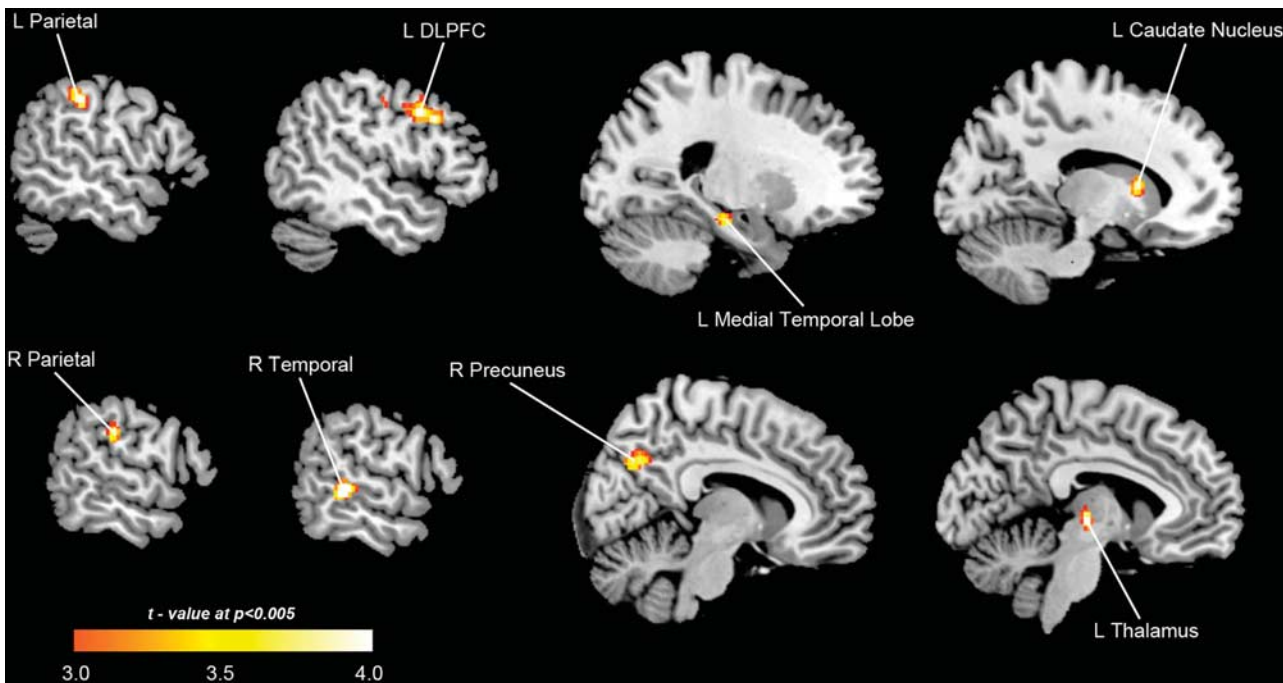 L Parietal
L DLPFC
L Caudate Nucleus
L Medial Temporal Lobe
R Parietal
R Temporal
R Precuneus
L Thalamus
t - value at p<0.005
3.0 3.5 4.0